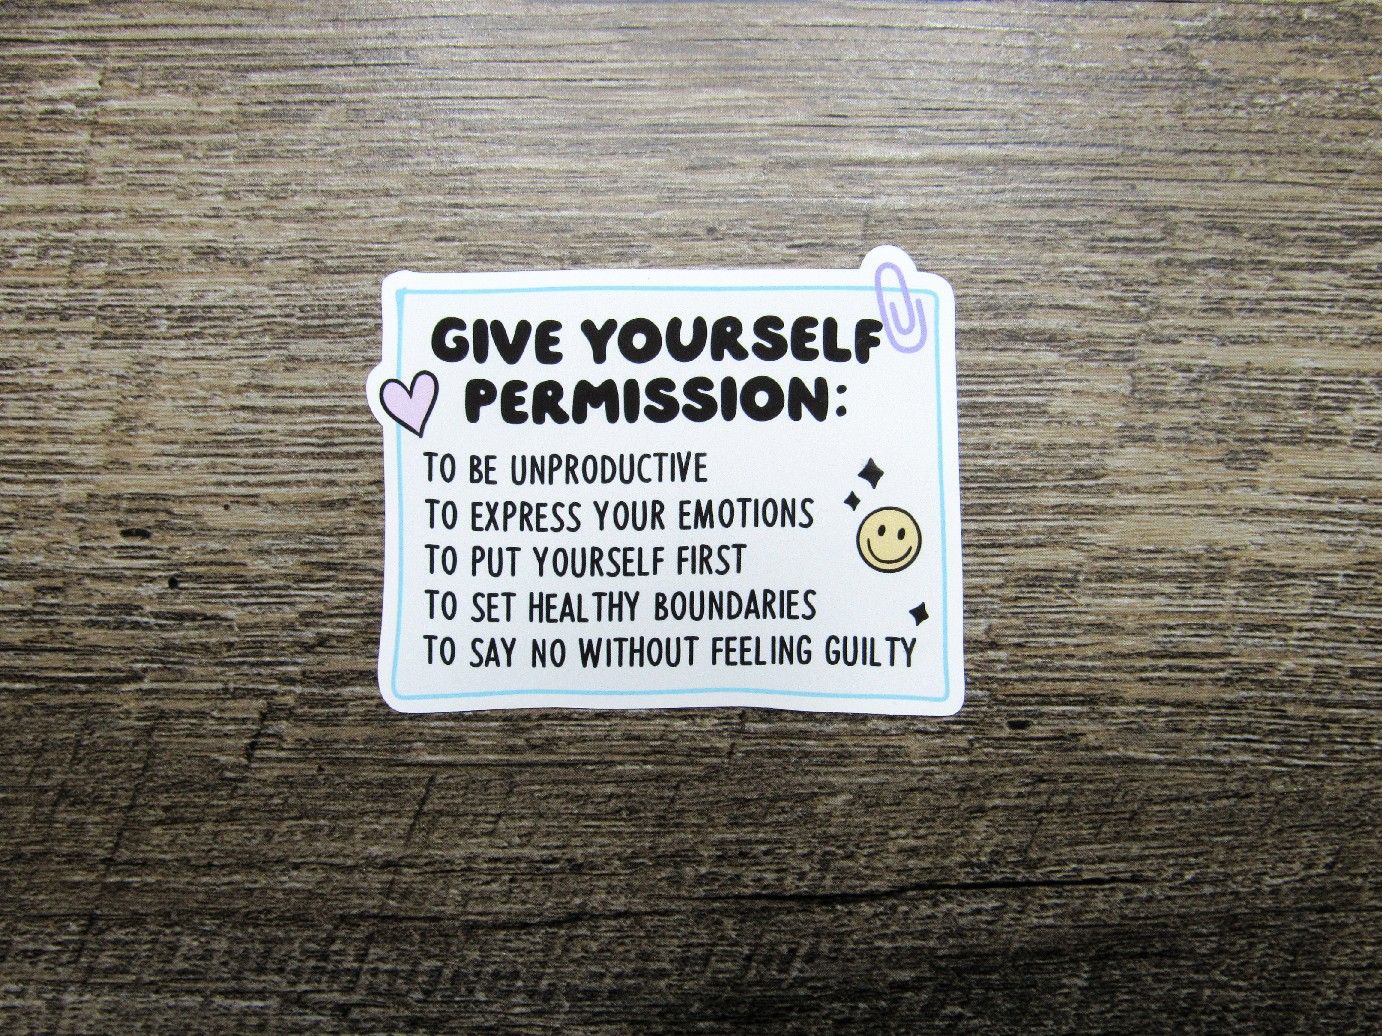 GIVE YOURSELF
PERMISSION:
TO BE UNPRODUCTIVE
TO EXPRESS YOUR EMOTIONS
TO PUT YOURSELF FIRST
TO SET HEALTHY BOUNDARIES
TO SAY NO WITHOUT FEELING GUILTY